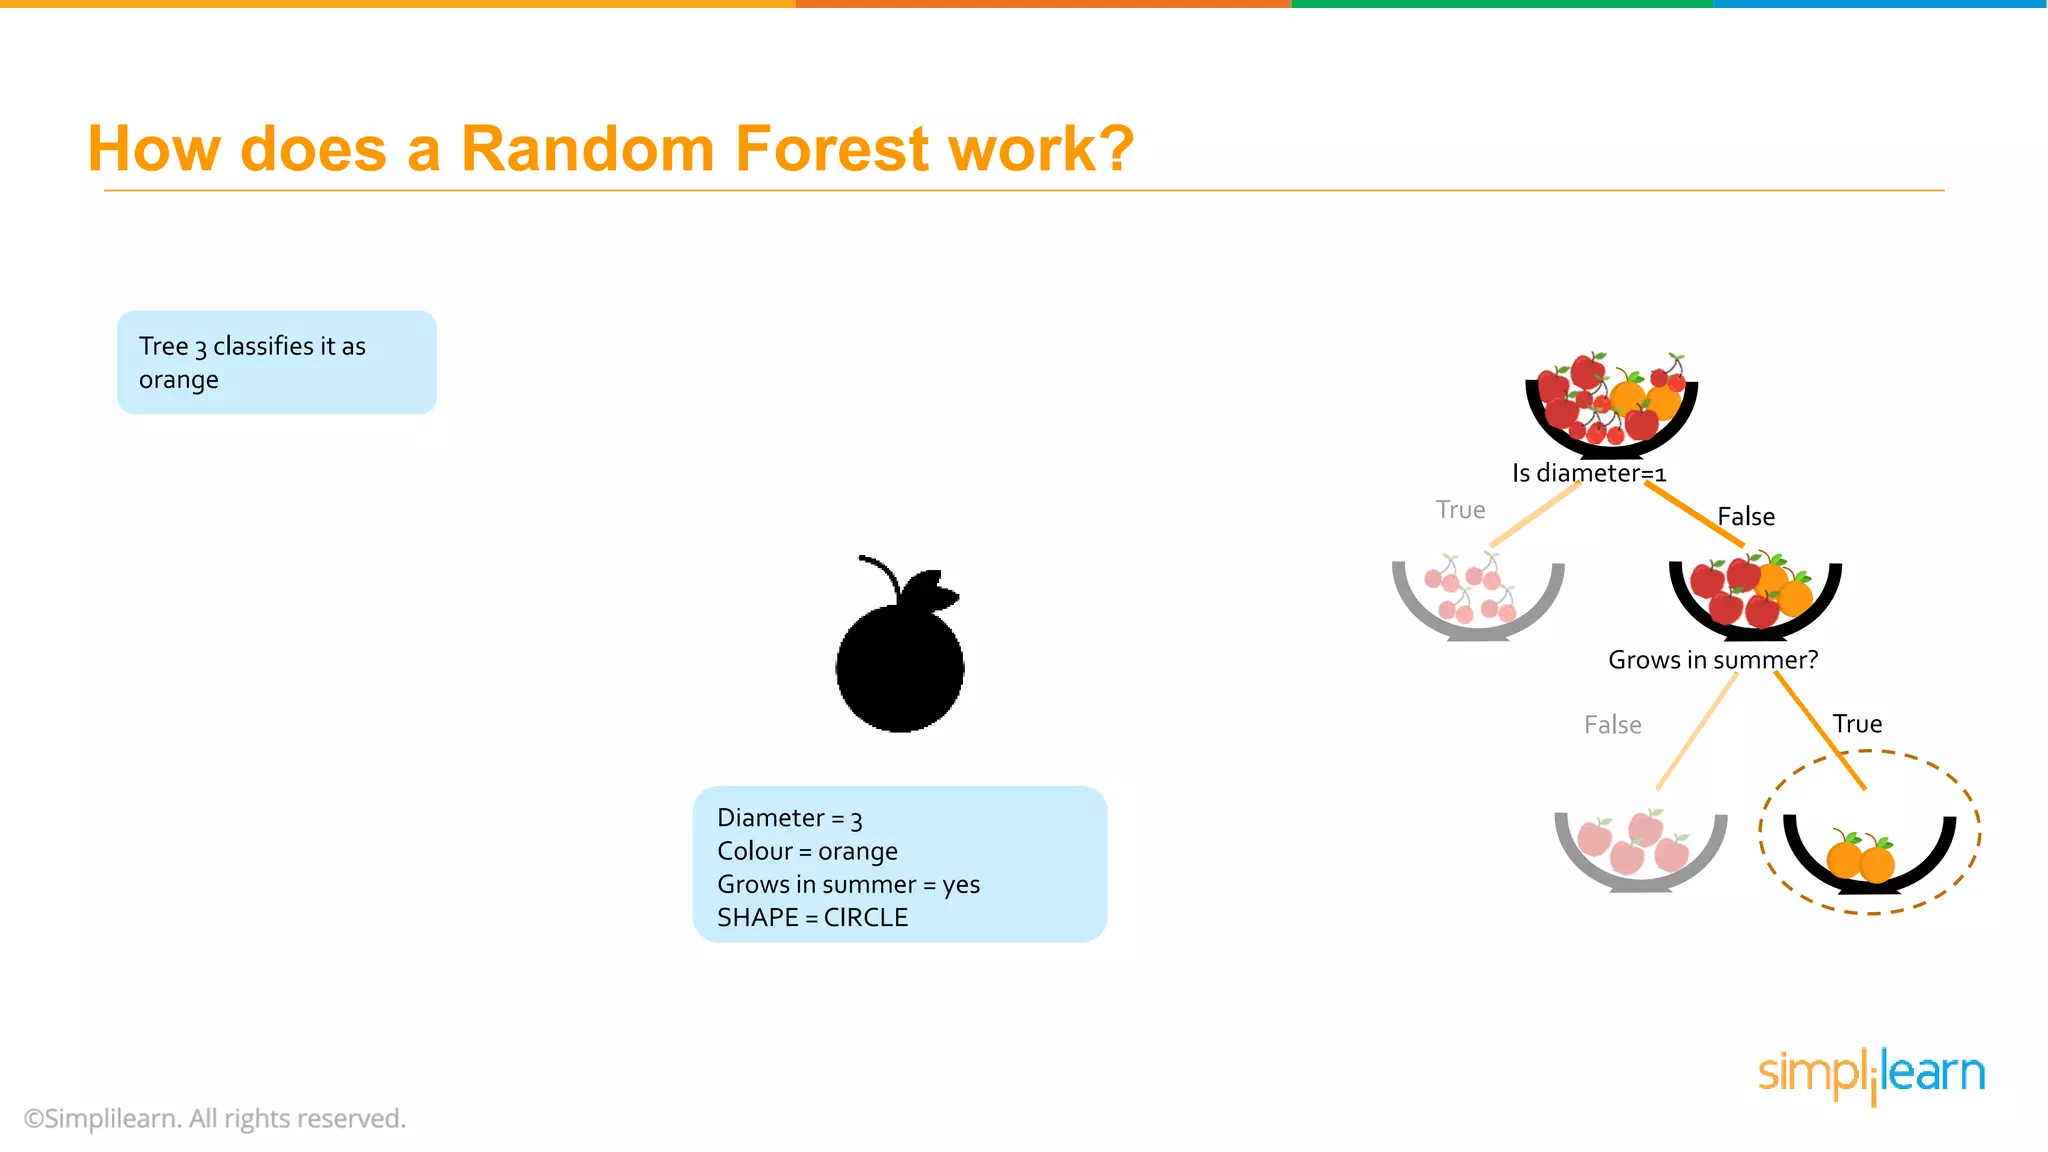 How does a Random Forest work?
Tree 3 classifies it as
orange
Is diameter=1
True
False
Grows in summer?
False
True
Diameter = 3
Colour = orange
Grows in summer = yes
SHAPE = CIRCLE
simplilearn
©Simplilearn. All rights reserved.